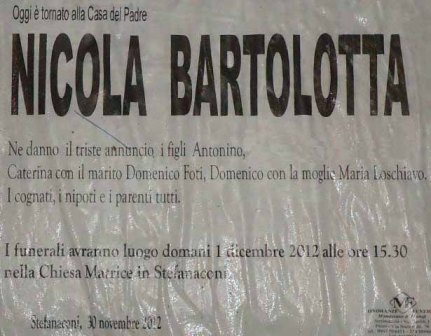 Oggi è tornato alla Casa del Padre
NICOLA BARTOLOTTA
Ne danno il triste annuncio i figli Antonino,
Caterina con il marito Domenico Foti, Domenico con la moglie Maria Loschiavo.
I cognati, i nipoti e i parenti tutti.
I funerali avranno luogo domani 1 dicembre 2012 alle ore 15.30
nella Chiesa Matrice in Stefanaconi.
Stefanaconi, 30 novembre 2012